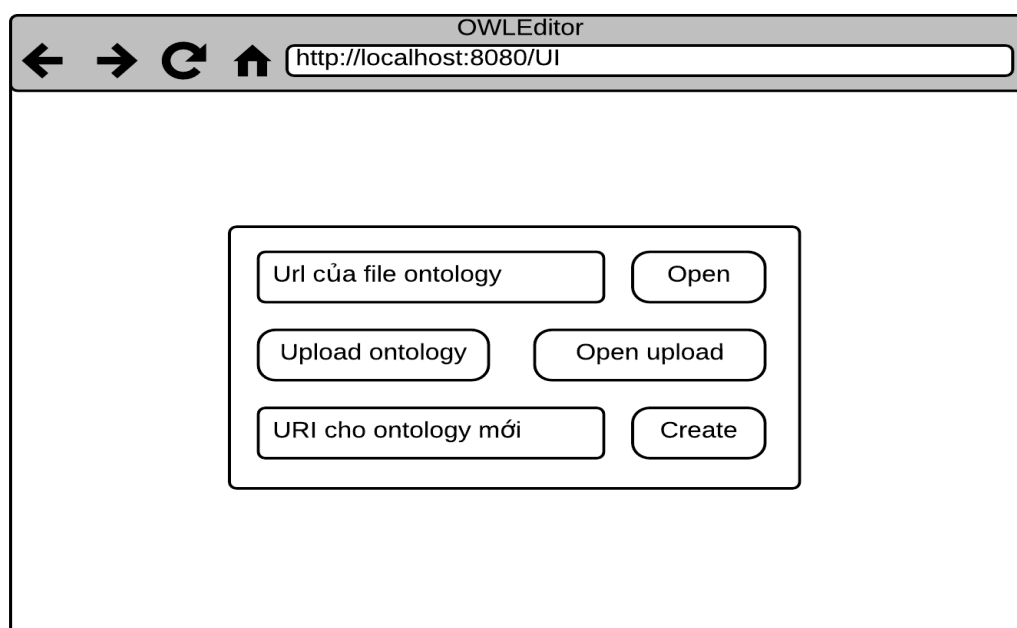 OWLEditor
http://localhost:8080/UI
Url của file ontology
Open
Upload ontology
Open upload
URI cho ontology mới
Create